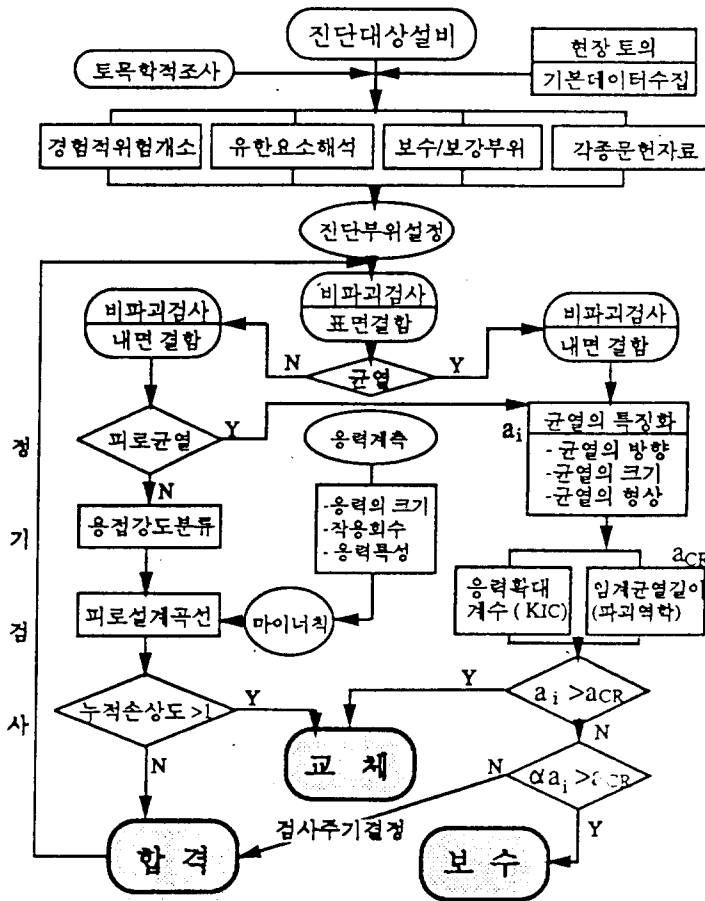 진단대상설비
토목학적조사
현장 토의
기본데이터수집
경험적위험개소
유한요소해석
보수/보강부위
각종문헌자료
진단부위설정
비파괴검사
표면결함
비파괴검사
내면 결함
비파괴검사
내면 결함
N
균열
Y
피로균열
Y
N
응력계측
-응력의 크기
-작용회수
- 응력특성
ai
균열의 특징화
- 균열의 방향
-균열의 크기
-균열의 형상
용접강도분류
피로설계곡선
마이너칙
aCR
응력확대
계수 ( KIC)
임계균열길이
(파괴역학)
누적손상도 >1
Y
N
Y
ai >aCR
N
교 체
N
αai >aCR
Y
검사주기결정
합 격
보 수
정
기
검
사